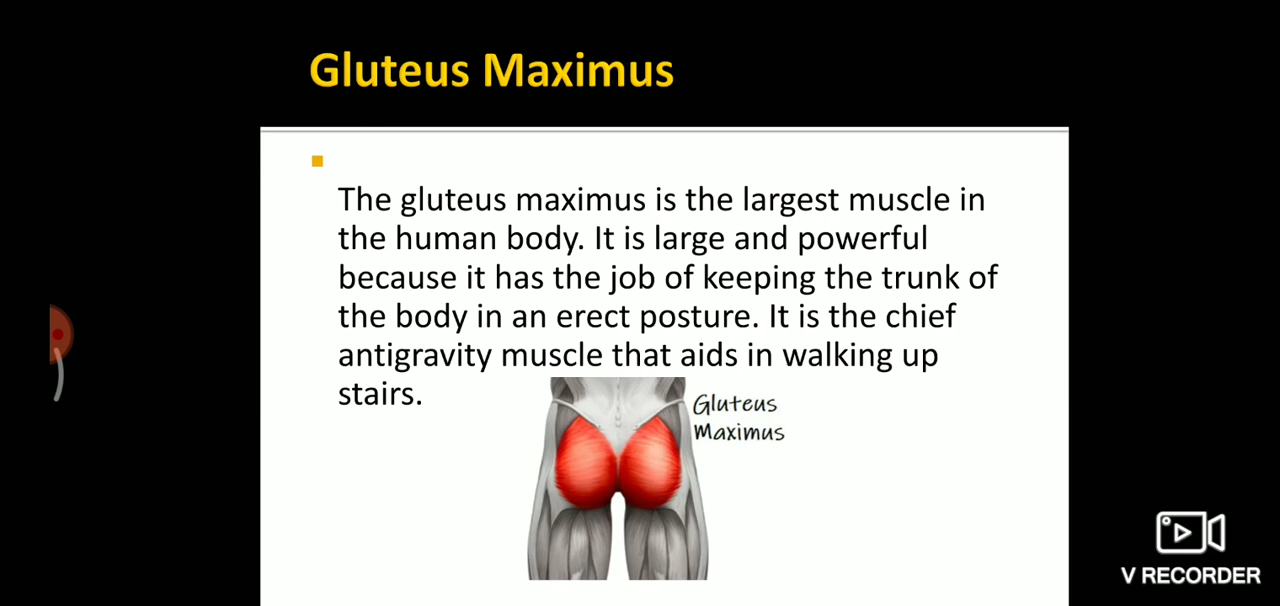 Gluteus Maximus
The gluteus maximus is the largest muscle in
the human body. It is large and powerful
because it has the job of keeping the trunk of
the body in an erect posture. It is the chief
antigravity muscle that aids in walking up
stairs.
Gluteus
Maximus
V RECORDER